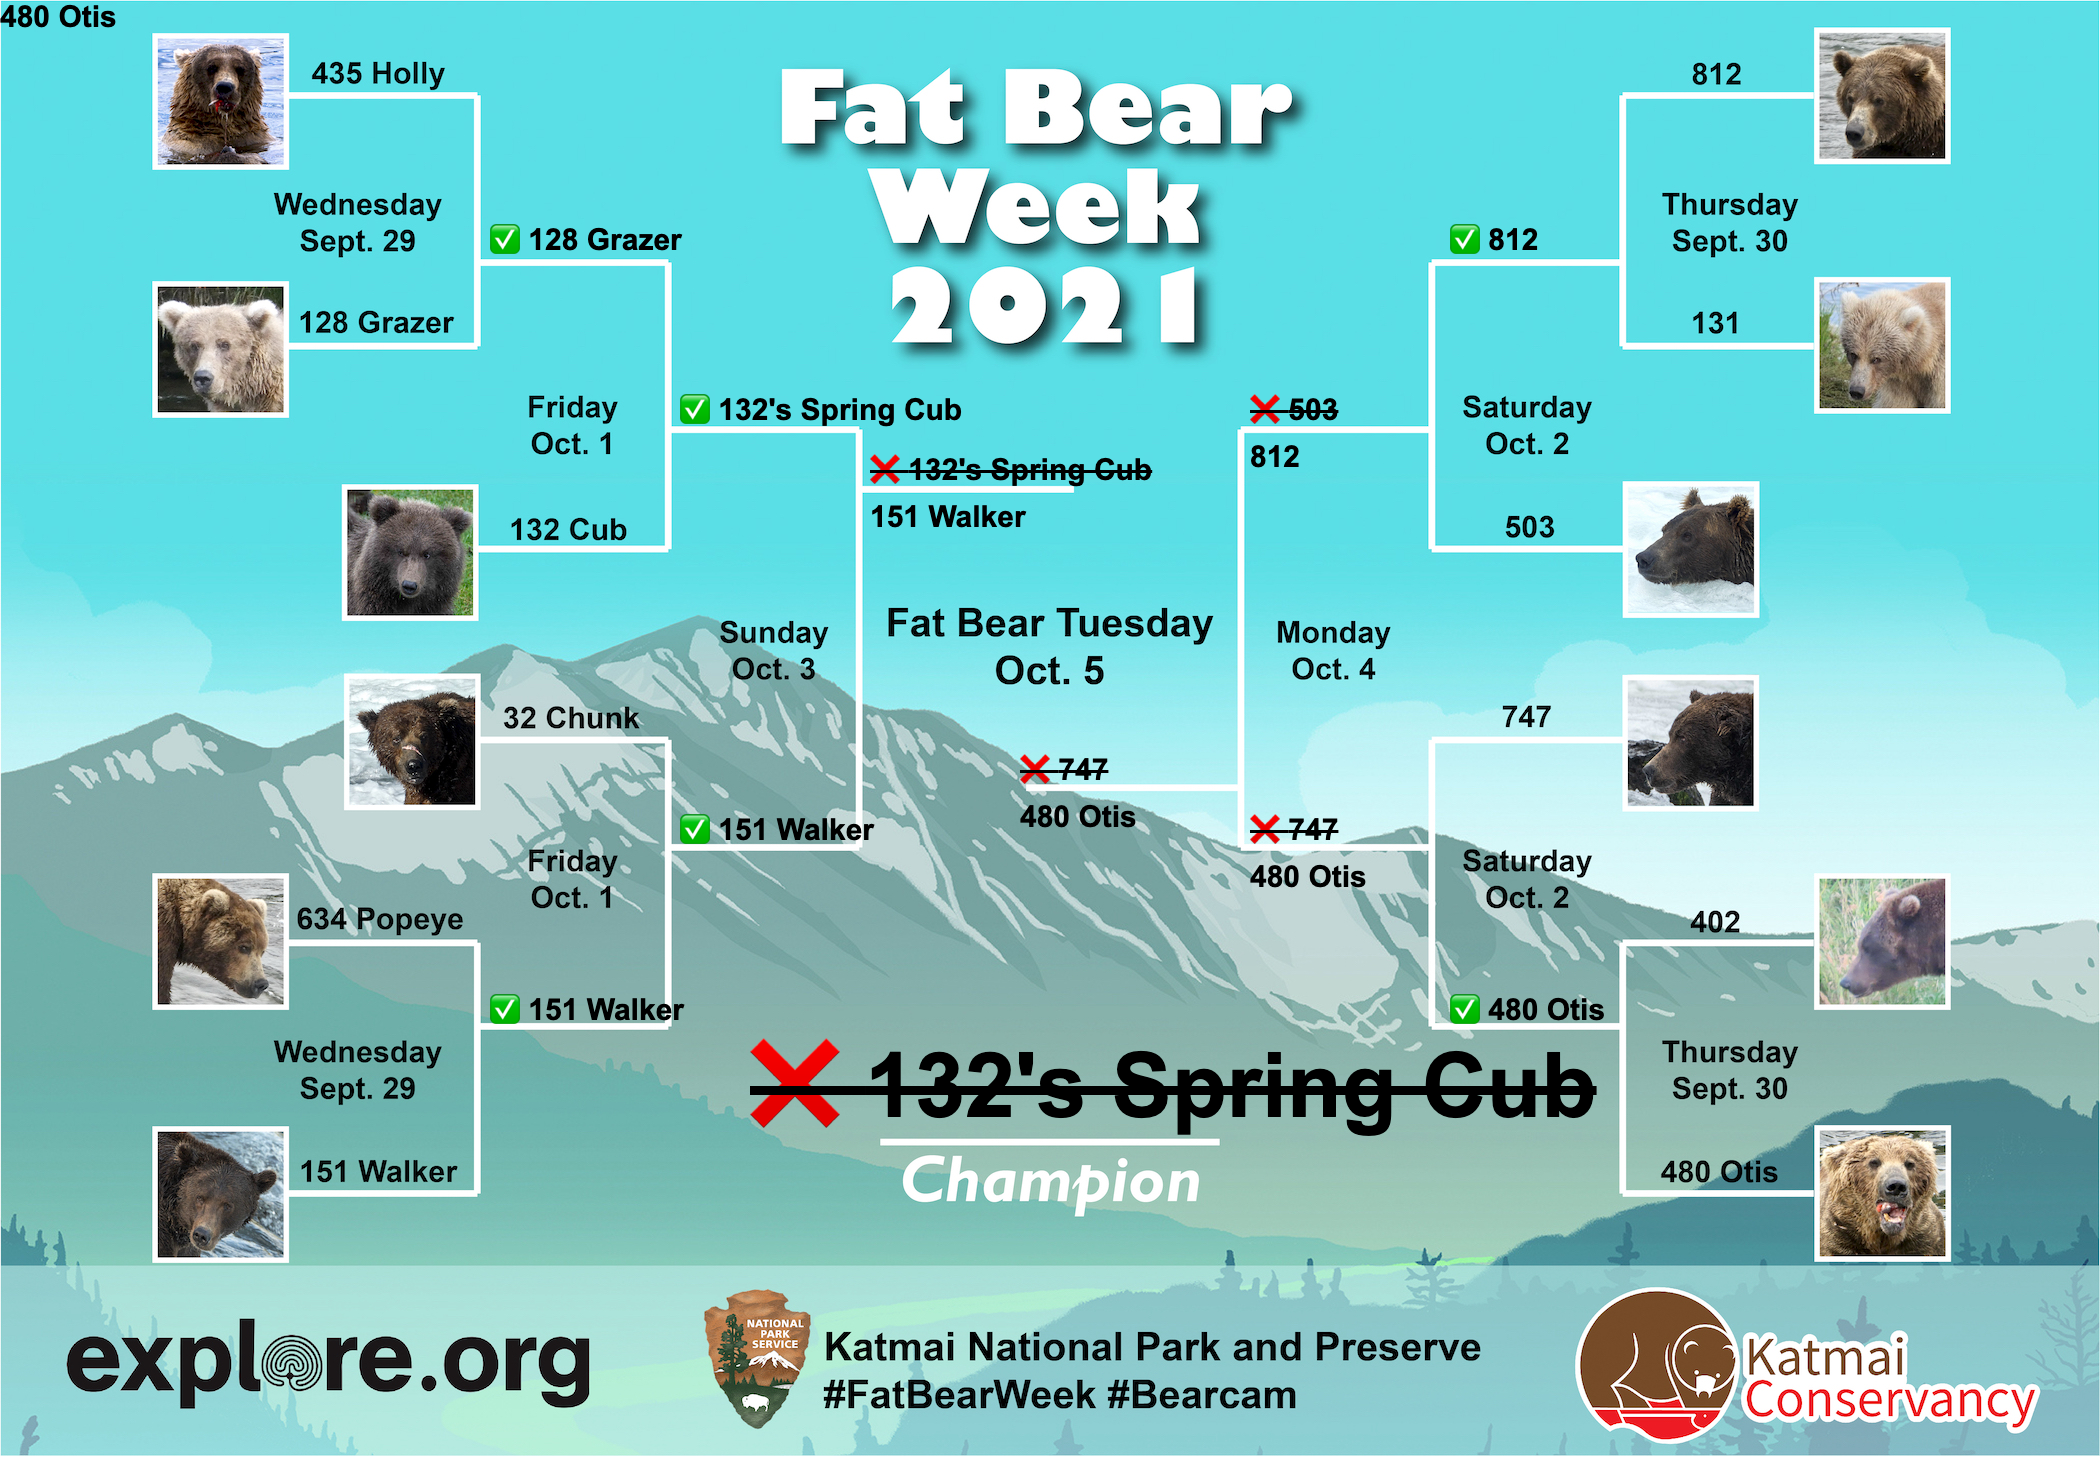 480 Otis
Fat Bear
Week
2021
435 Holly
Wednesday
Sept. 29
128 Grazer
✅ 128 Grazer
Friday
Oct. 1
132 Cub
✅ 132's Spring Cub
❌ 132's Spring Cub
151 Walker
32 Chunk
Sunday
Oct. 3
✅ 151 Walker
Friday
Oct. 1
634 Popeye
✅ 151 Walker
Wednesday
Sept. 29
151 Walker
Fat Bear Tuesday
Oct. 5
❌ 747
480 Otis
812
Thursday
Sept. 30
131
✅ 812
❌ 503
812
Saturday
Oct. 2
503
Monday
Oct. 4
747
❌ 747
480 Otis
Saturday
Oct. 2
402
✅ 480 Otis
Thursday
Sept. 30
480 Otis
❌ 132's Spring Cub
Champion
explore.org
NATIONAL
PARK
SERVICE
Katmai National Park and Preserve
#FatBearWeek #Bearcam
Katmai
Conservancy